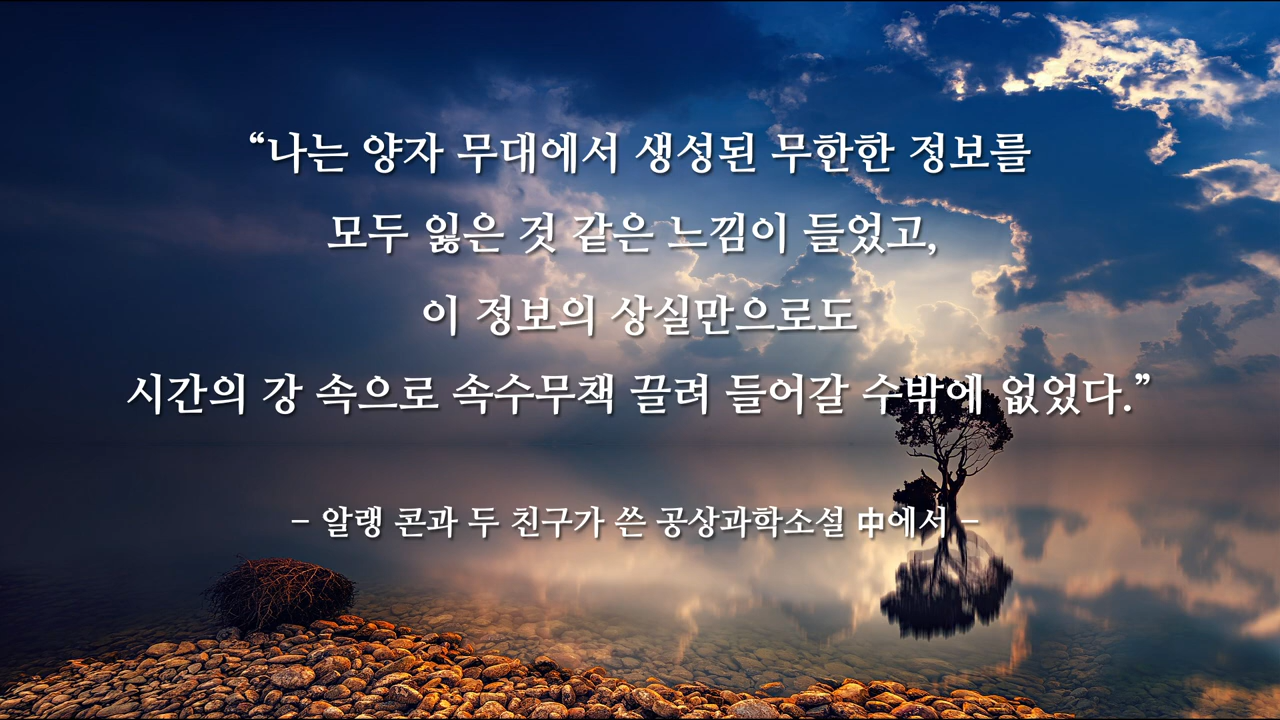 “나는 양자 무대에서 생성된 무한한 정보를
모두 잃은 것 같은 느낌이 들었고,
이 정보의 상실만으로도
시간의 강 속으로 속수무책 끌려 들어갈 수밖에 없었다.”
– 알랭 콘과 두 친구가 쓴 공상과학소설 中에서 –